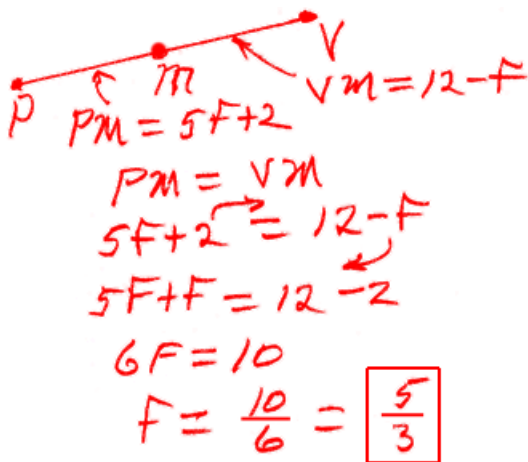 V
m
P
VM = 12 - F
PM = 5F + 2
PM = VM
5F + 2 = 12 - F
5F + F = 12 - 2
6F = 10
F = 10/6 = 5/3